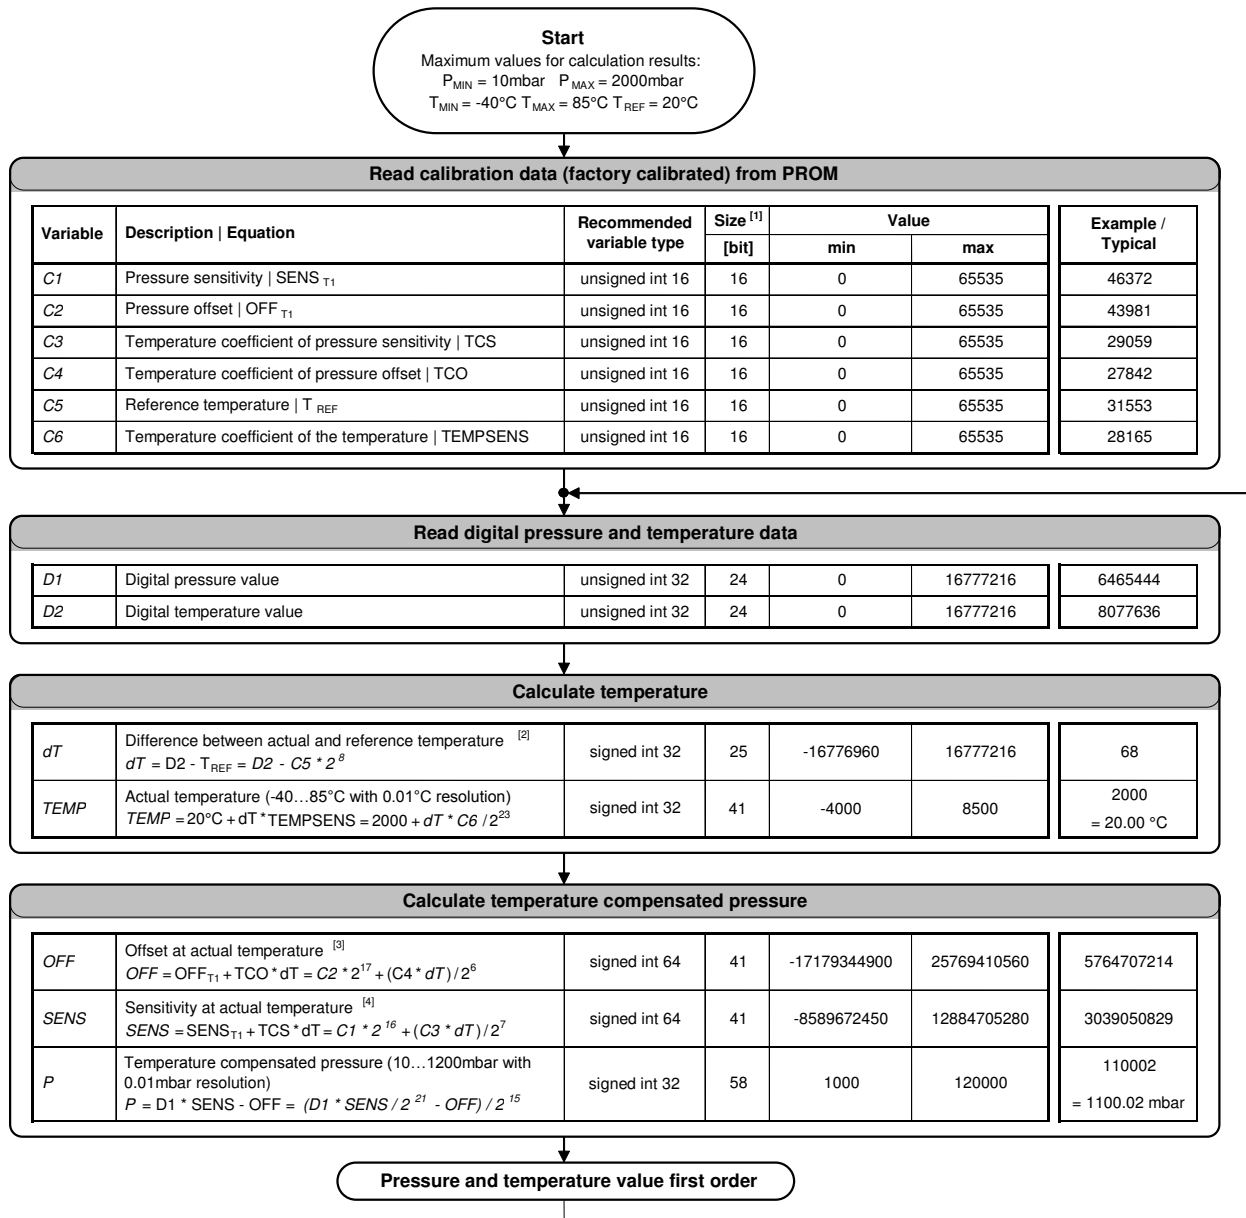 Start
Maximum values for calculation results:
PMIN = 10mbar PMAX = 2000mbar
TMIN = -40°C TMAX = 85°C TREF = 20°C
Read calibration data (factory calibrated) from PROM
Variable Description | Equation Recommended variable type Size [1] [bit] Value min max Example / Typical
C1 Pressure sensitivity | SENS T1 unsigned int 16 16 0 65535 46372
C2 Pressure offset | OFF T1 unsigned int 16 16 0 65535 43981
C3 Temperature coefficient of pressure sensitivity | TCS unsigned int 16 16 0 65535 29059
C4 Temperature coefficient of pressure offset | TCO unsigned int 16 16 0 65535 27842
C5 Reference temperature | T REF unsigned int 16 16 0 65535 31553
C6 Temperature coefficient of the temperature | TEMPSENS unsigned int 16 16 0 65535 28165
Read digital pressure and temperature data
D1 Digital pressure value unsigned int 32 24 0 16777216 6465444
D2 Digital temperature value unsigned int 32 24 0 16777216 8077636
Calculate temperature
dT Difference between actual and reference temperature [2] signed int 32 25 -16776960 16777216 68
dT = D2 - TREF = D2 - C5 * 2^8
TEMP Actual temperature (-40…85°C with 0.01°C resolution) signed int 32 41 -4000 8500 2000
TEMP = 20°C + dT * TEMPSENS = 2000 + dT * C6 / 2^23 = 20.00 °C
Calculate temperature compensated pressure
OFF Offset at actual temperature [3] signed int 64 41 -17179344900 25769410560 5764707214
OFF = OFFT1 + TCO * dT = C2 * 2^17 + (C4 * dT) / 2^6
SENS Sensitivity at actual temperature [4] signed int 64 41 -8589672450 12884705280 3039050829
SENS = SENST1 + TCS * dT = C1 * 2^16 + (C3 * dT) / 2^7
P Temperature compensated pressure (10…1200mbar with signed int 32 58 1000 120000 110002
0.01mbar resolution)
P = D1 * SENS - OFF = (D1 * SENS / 2^21 - OFF) / 2^15 = 1100.02 mbar
Pressure and temperature value first order